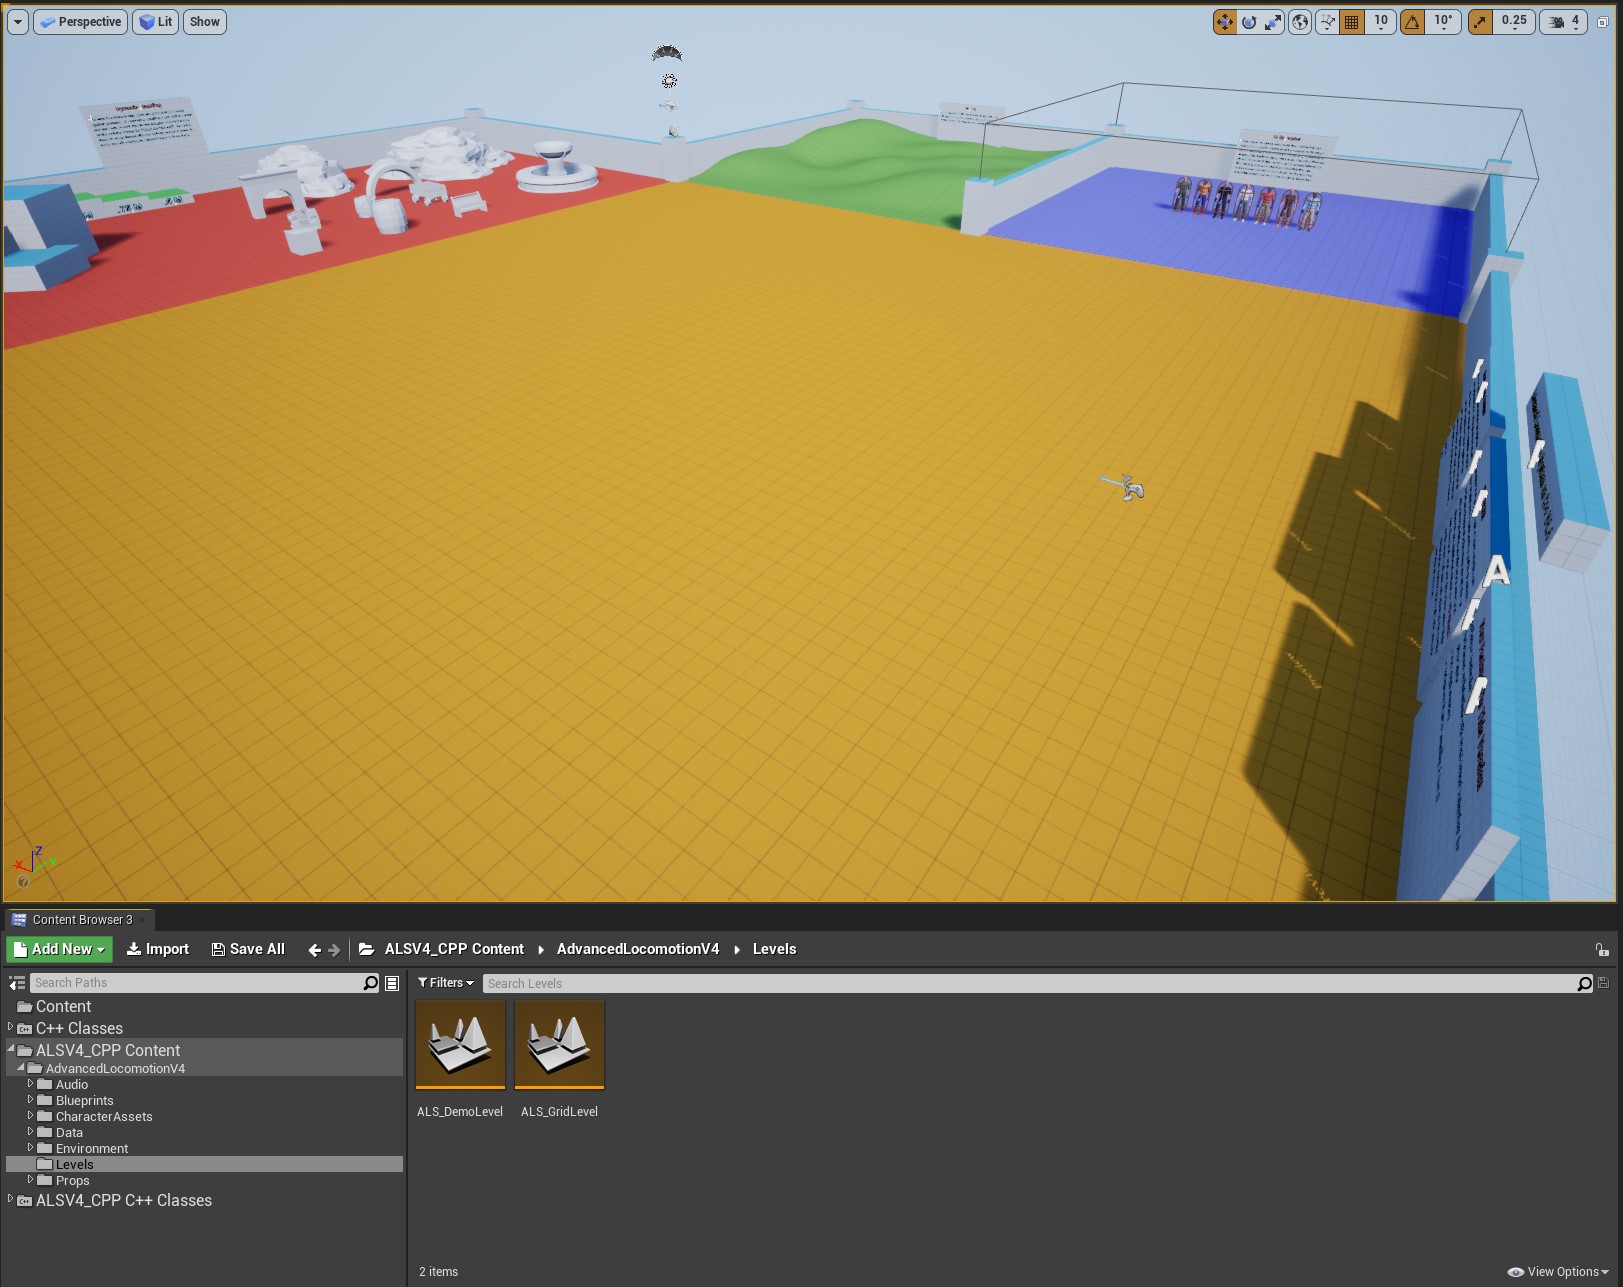 Perspective
Lit
Show
10
10°
0.25
4
A
Z
X
Y
Content Browser 3
Add New
Import
Save All
ALSV4_CPP Content
AdvancedLocomotionV4
Levels
Search Paths
Filters
Search Levels
Content
C++ Classes
ALSV4_CPP Content
AdvancedLocomotionV4
Audio
Blueprints
CharacterAssets
Data
Environment
Levels
Props
ALSV4_CPP C++ Classes
ALS_DemoLevel
ALS_GridLevel
2 items
View Options